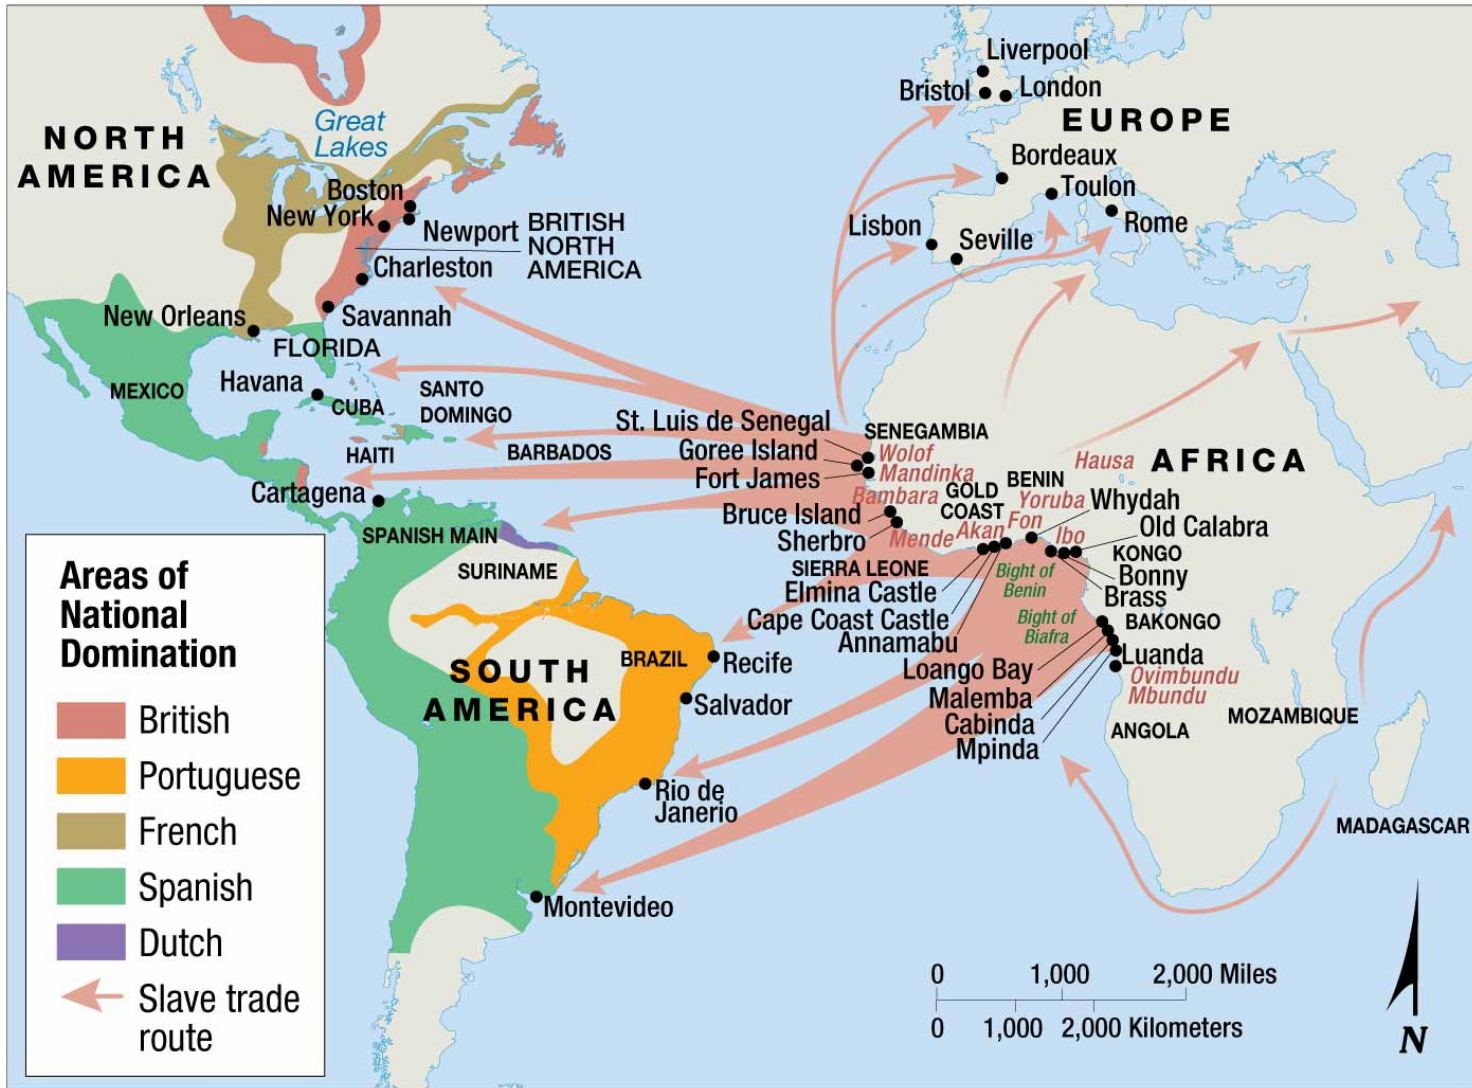 NORTH
AMERICA
Great
Lakes
Boston
New York
Newport
BRITISH
NORTH
AMERICA
Charleston
New Orleans
Savannah
FLORIDA
MEXICO
Havana
CUBA
SANTO
DOMINGO
HAITI
BARBADOS
Cartagena
SPANISH MAIN
SURINAME
SOUTH
AMERICA
BRAZIL
Recife
Salvador
Rio de
Janerio
Montevideo
Liverpool
Bristol
London
EUROPE
Bordeaux
Toulon
Rome
Lisbon
Seville
St. Luis de Senegal
Goree Island
Fort James
SENEGAMBIA
Wolof
Mandinka
Bambara
Bruce Island
Sherbro
Mende
SIERRA LEONE
GOLD
COAST
Akan
BENIN
Yoruba
Fon
Ibo
Hausa
AFRICA
Whydah
Old Calabra
KONGO
Bonny
Brass
Elmina Castle
Cape Coast Castle
Annamabu
Bight of
Benin
Bight of
Biafra
BAKONGO
Loango Bay
Malemba
Cabinda
Mpinda
Luanda
Ovimbundu
Mbundu
ANGOLA
MOZAMBIQUE
MADAGASCAR
Areas of
National
Domination
British
Portuguese
French
Spanish
Dutch
Slave trade
route
0 1,000 2,000 Miles
0 1,000 2,000 Kilometers
N